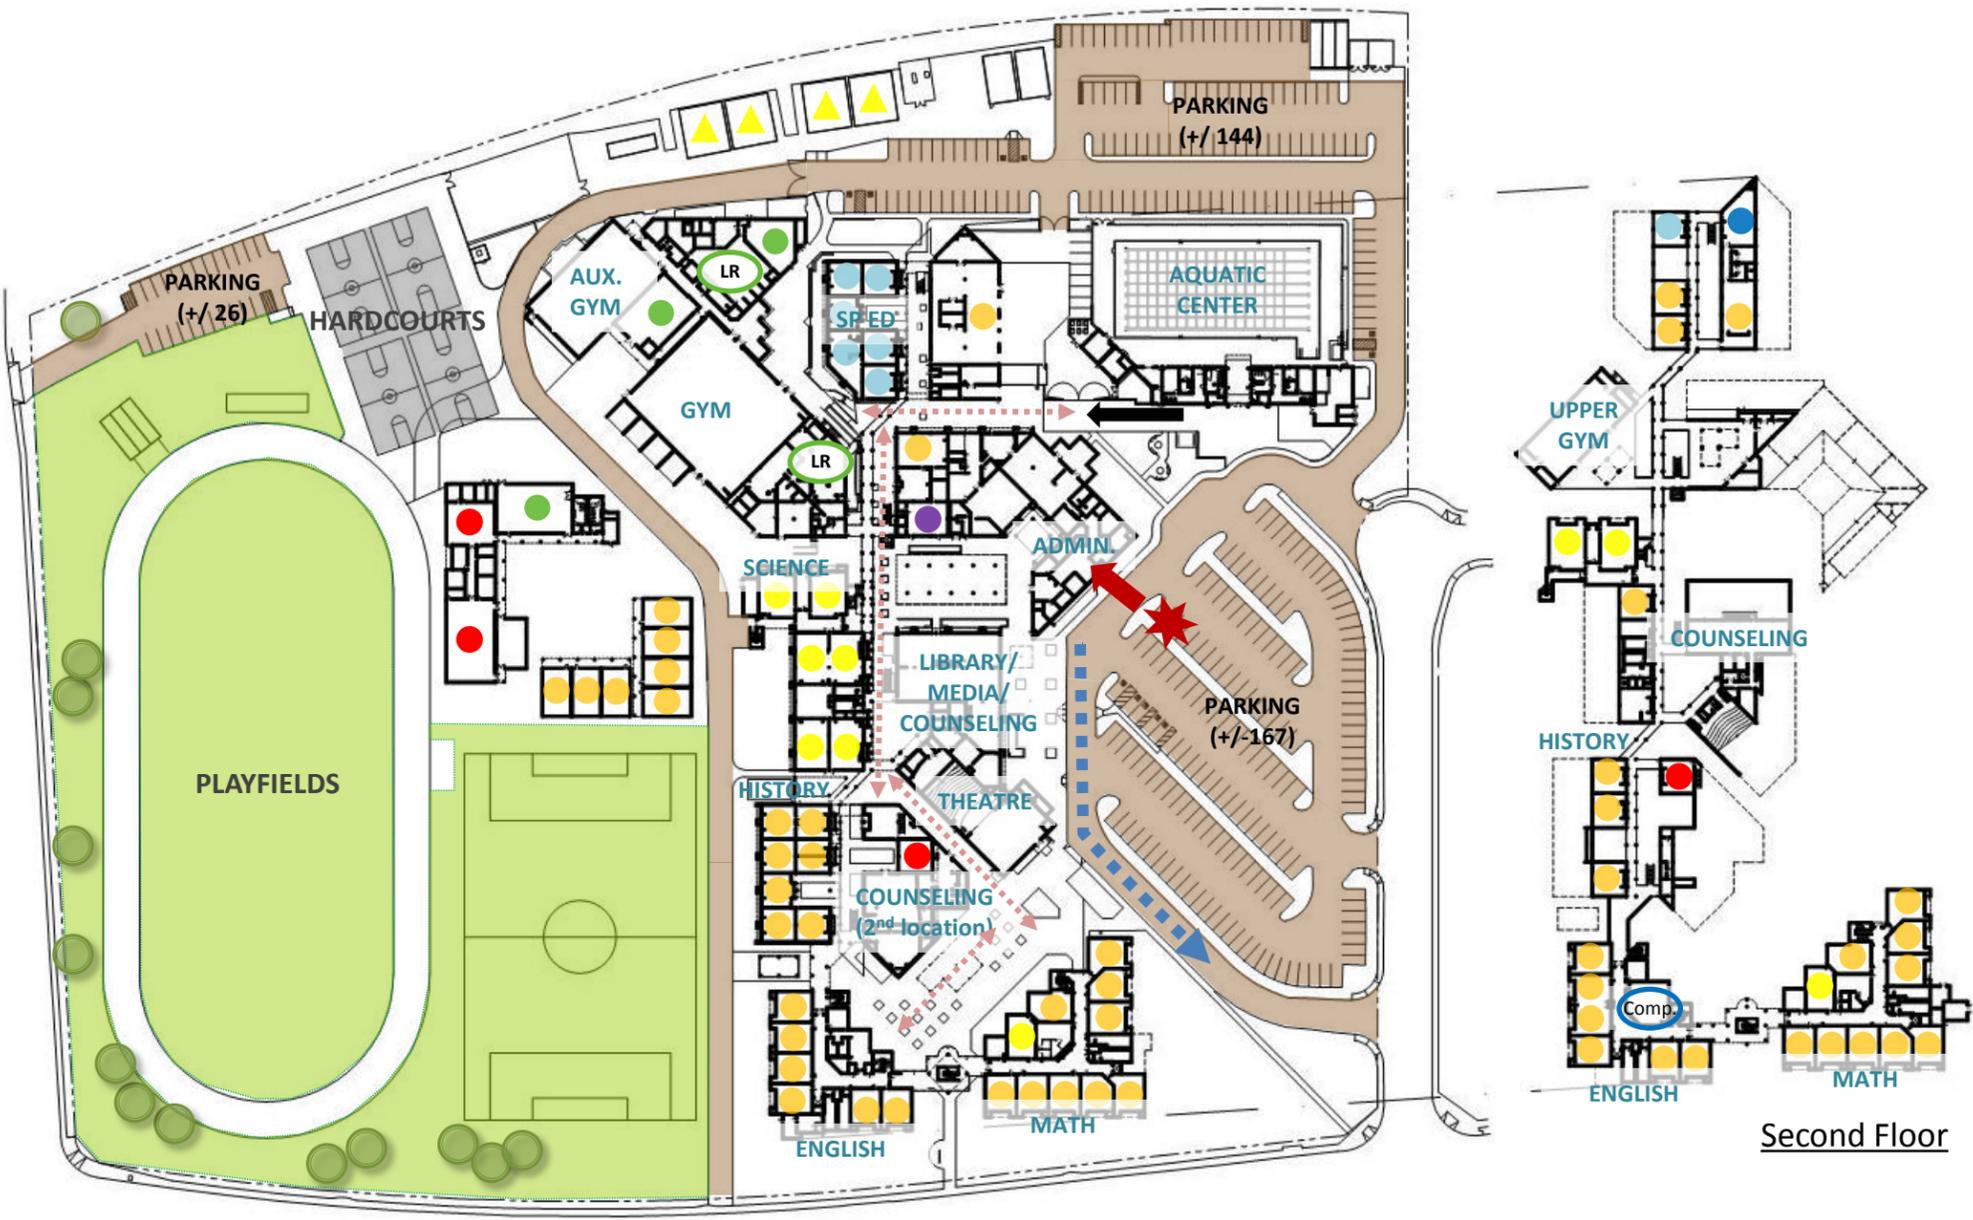 PARKING
(+/ 144)
AUX.
GYM
LR
PARKING
(+/ 26)
HARDCOURTS
SP ED
AQUATIC
CENTER
GYM
LR
UPPER
GYM
ADMIN.
SCIENCE
LIBRARY/
MEDIA/
COUNSELING
COUNSELING
PARKING
(+/-167)
HISTORY
PLAYFIELDS
HISTORY
THEATRE
COUNSELING
(2nd location)
Comp.
ENGLISH
MATH
MATH
ENGLISH
Second Floor